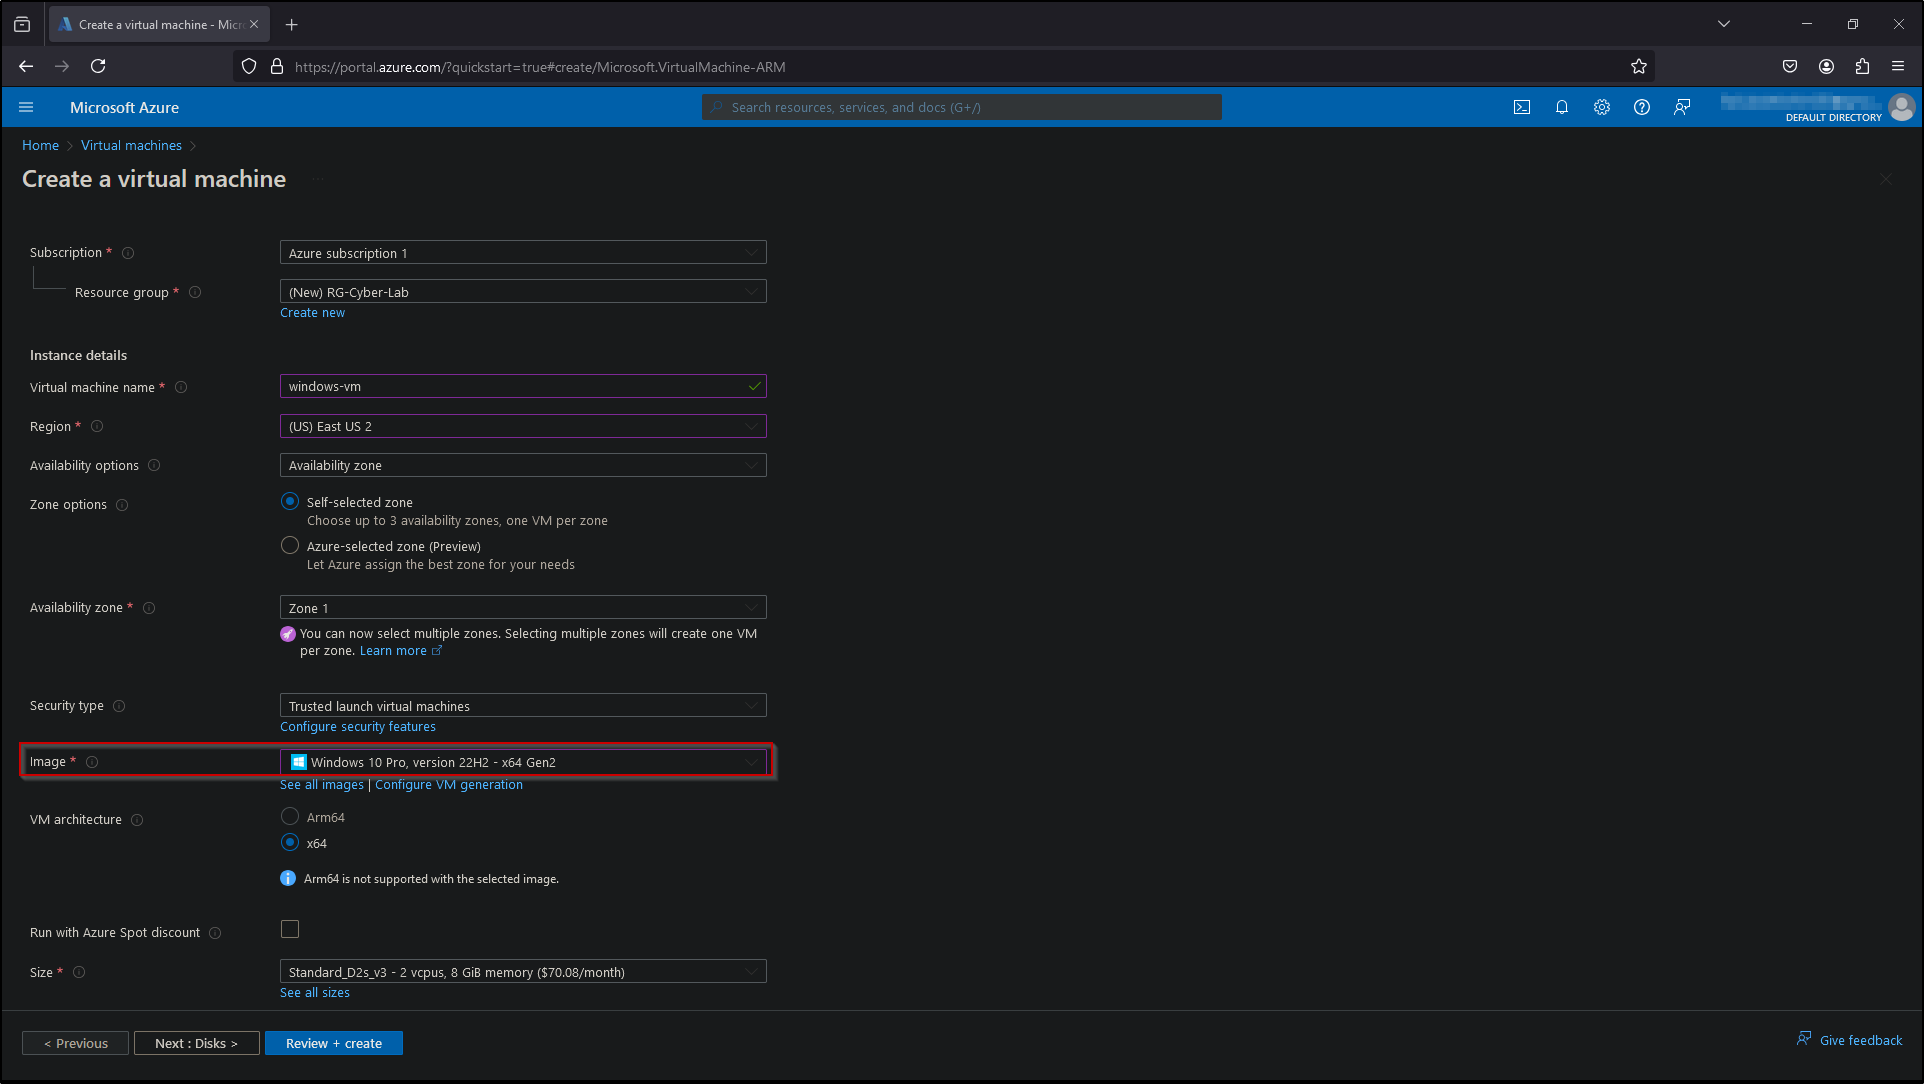 Create a virtual machine - Micr
https://portal.azure.com/?quickstart=true#create/Microsoft.VirtualMachine-ARM
Microsoft Azure
Search resources, services, and docs (G+/)
DEFAULT DIRECTORY
Home > Virtual machines >
Create a virtual machine
Subscription *
Azure subscription 1
Resource group *
(New) RG-Cyber-Lab
Create new
Instance details
Virtual machine name *
windows-vm
Region *
(US) East US 2
Availability options
Availability zone
Zone options
Self-selected zone
Choose up to 3 availability zones, one VM per zone
Azure-selected zone (Preview)
Let Azure assign the best zone for your needs
Availability zone *
Zone 1
You can now select multiple zones. Selecting multiple zones will create one VM
per zone. Learn more
Security type
Trusted launch virtual machines
Configure security features
Image *
Windows 10 Pro, version 22H2 - x64 Gen2
See all images | Configure VM generation
VM architecture
Arm64
x64
Arm64 is not supported with the selected image.
Run with Azure Spot discount
Size *
Standard_D2s_v3 - 2 vcpus, 8 GiB memory ($70.08/month)
See all sizes
< Previous
Next : Disks >
Review + create
Give feedback